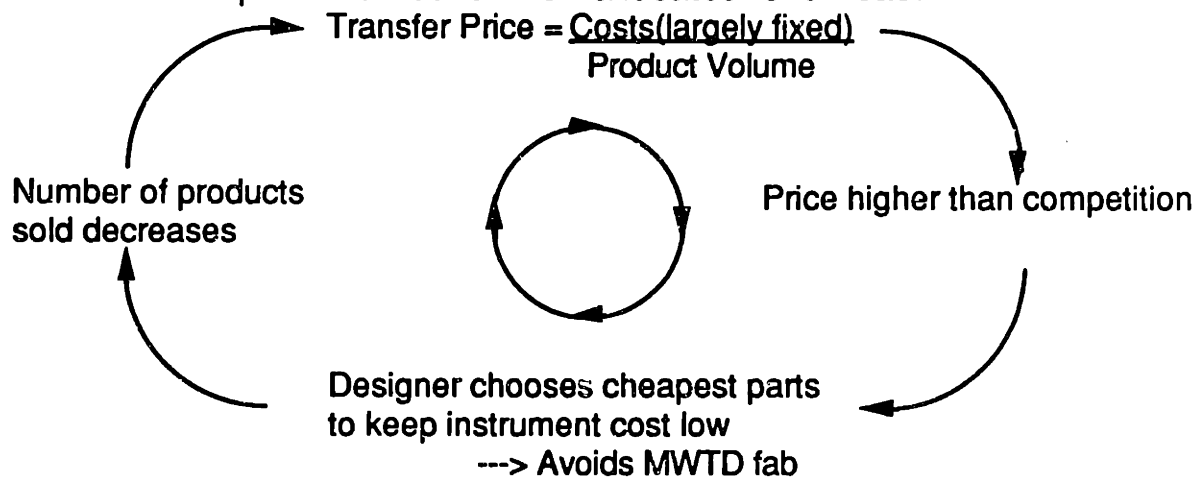 Transfer Price = Costs(largely fixed)
Product Volume
Number of products
sold decreases
Price higher than competition
Designer chooses cheapest parts
to keep instrument cost low
---> Avoids MWTD fab